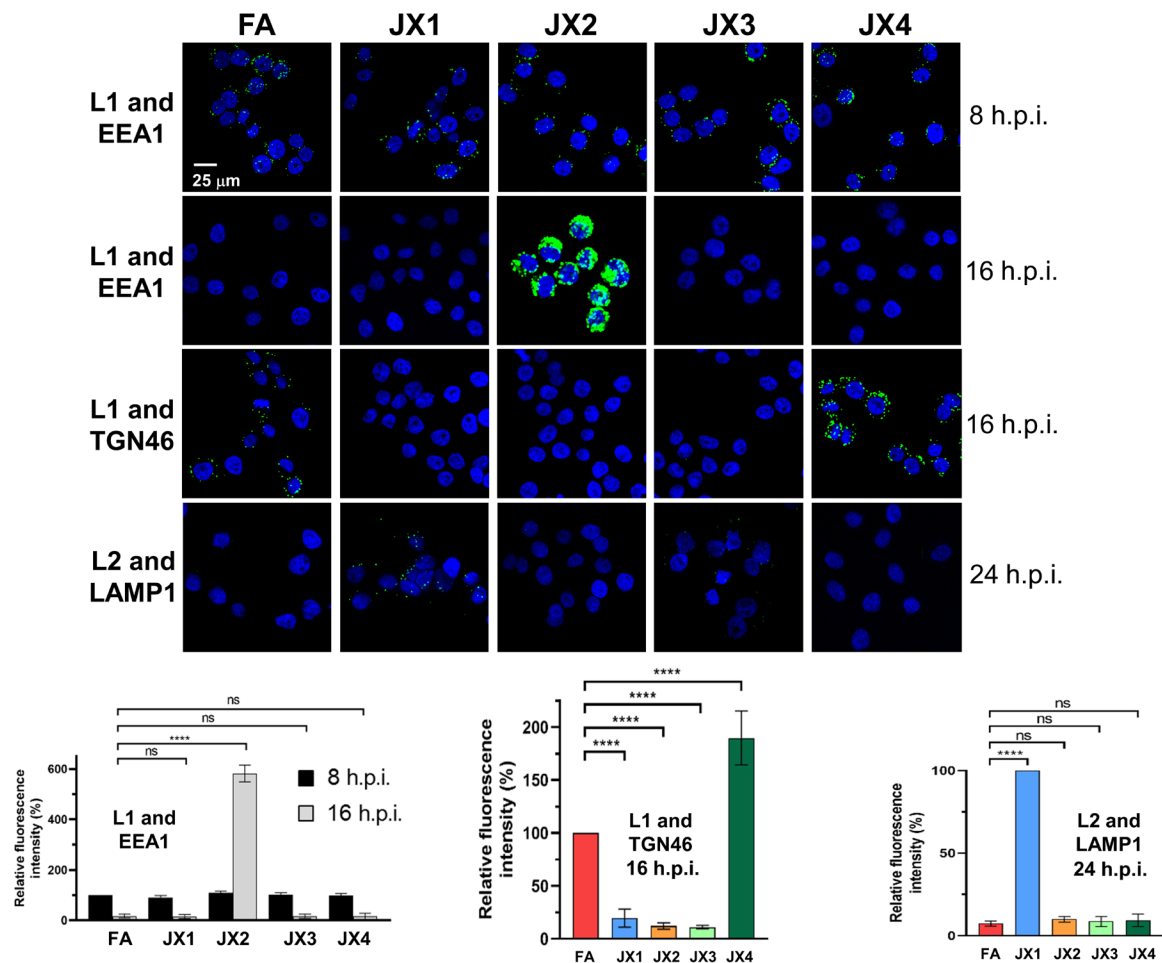 FA JX1 JX2 JX3 JX4
L1 and
EEA1
8 h.p.i.
25 μm
L1 and
EEA1
16 h.p.i.
L1 and
TGN46
16 h.p.i.
L2 and
LAMP1
24 h.p.i.
ns
ns
****
ns
Relative fluorescence
intensity (%)
600
400
200
100
0
8 h.p.i.
16 h.p.i.
L1 and
EEA1
FA JX1 JX2 JX3 JX4
****
****
****
****
Relative fluorescence
intensity (%)
200
150
100
50
25
0
L1 and
TGN46
16 h.p.i.
FA JX1 JX2 JX3 JX4
ns
ns
ns
****
Relative fluorescence
intensity (%)
100
50
25
0
L2 and
LAMP1
24 h.p.i.
FA JX1 JX2 JX3 JX4